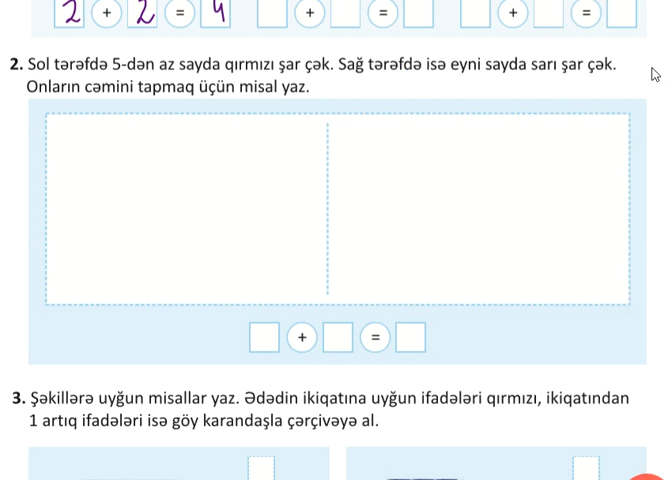 2 + 2 = 4 + = + =
2. Sol tərəfdə 5-dən az sayda qırmızı şar çək. Sağ tərəfdə isə eyni sayda sarı şar çək.
Onların cəmini tapmaq üçün misal yaz.
+ =
3. Şəkillərə uyğun misallar yaz. Ədədin ikiqatına uyğun ifadələri qırmızı, ikiqatından
1 artıq ifadələri isə göy karandaşla çərçivəyə al.